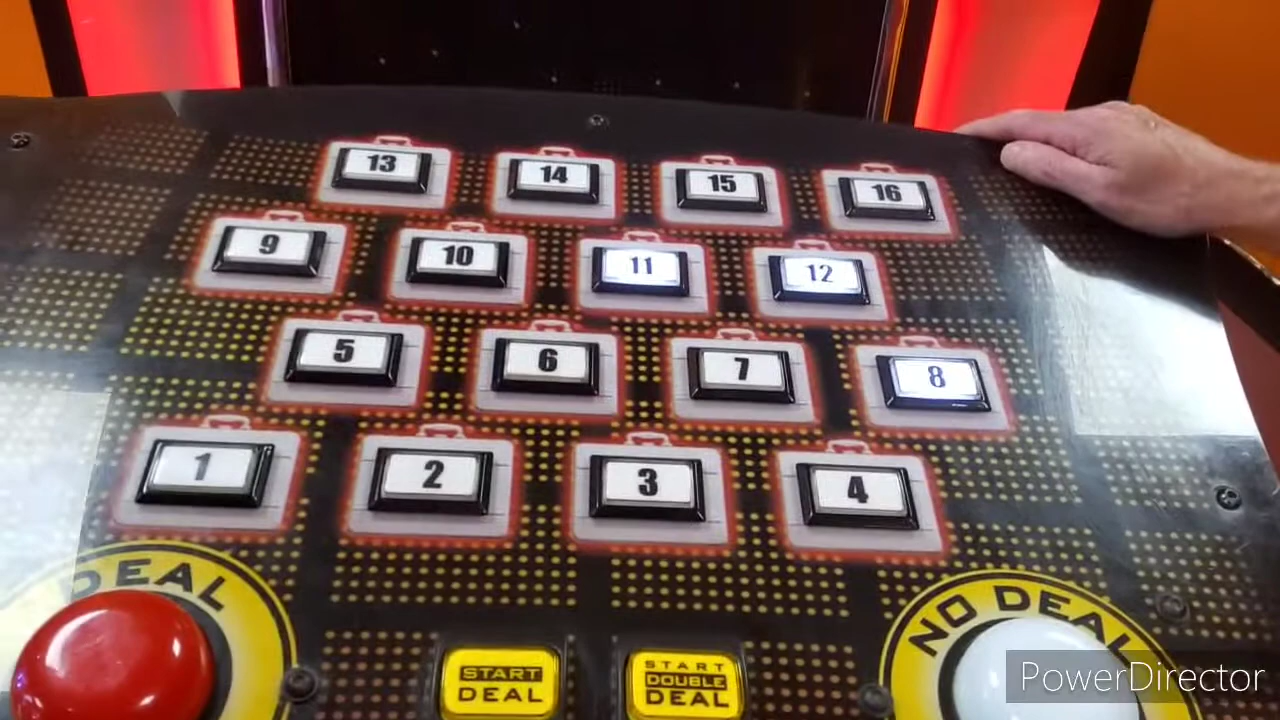 13 14 15 16
9 10 11 12
5 6 7 8
1 2 3 4
DEAL
NO DEAL
START
DEAL
START
DOUBLE
DEAL
PowerDirector